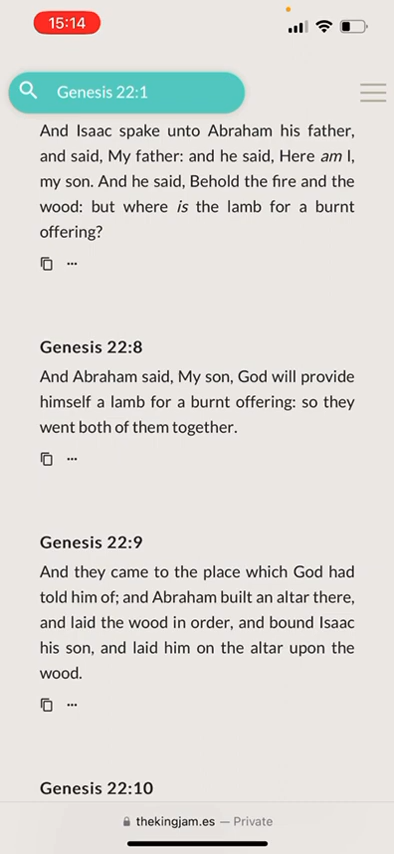 15:14
Genesis 22:1
And Isaac spake unto Abraham his father,
and said, My father: and he said, Here am I,
my son. And he said, Behold the fire and the
wood: but where is the lamb for a burnt
offering?
Genesis 22:8
And Abraham said, My son, God will provide
himself a lamb for a burnt offering: so they
went both of them together.
Genesis 22:9
And they came to the place which God had
told him of; and Abraham built an altar there,
and laid the wood in order, and bound Isaac
his son, and laid him on the altar upon the
wood.
Genesis 22:10
thekingjam.es — Private